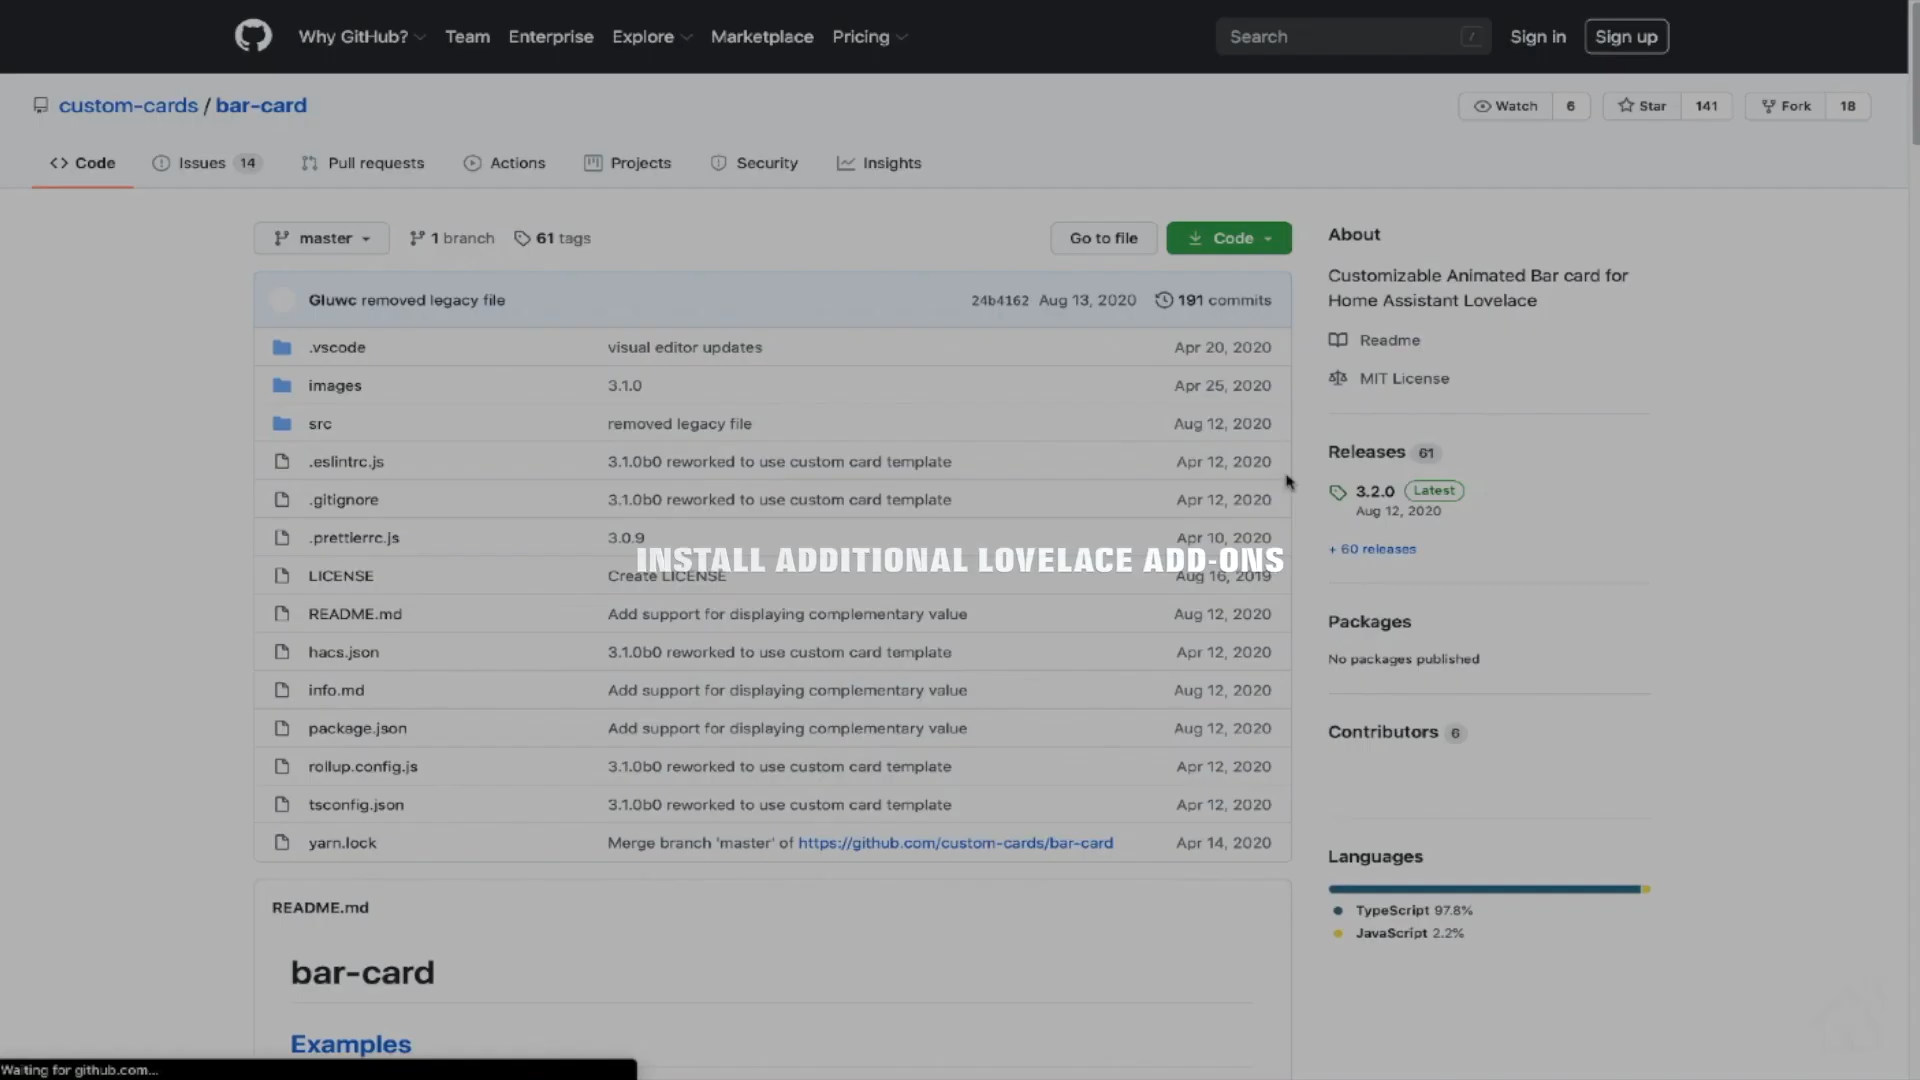 Why GitHub? Team Enterprise Explore Marketplace Pricing Search / Sign in Sign up
custom-cards / bar-card Watch 6 Star 141 Fork 18
Code Issues 14 Pull requests Actions Projects Security Insights
master 1 branch 61 tags Go to file Code
Gluwc removed legacy file 24b4162 Aug 13, 2020 191 commits
.vscode visual editor updates Apr 20, 2020
images 3.1.0 Apr 25, 2020
src removed legacy file Aug 12, 2020
.eslintrc.js 3.1.0b0 reworked to use custom card template Apr 12, 2020
.gitignore 3.1.0b0 reworked to use custom card template Apr 12, 2020
.prettierrc.js 3.0.9 Apr 10, 2020
INSTALL ADDITIONAL LOVELACE ADD-ONS
LICENSE Create LICENSE Aug 16, 2019
README.md Add support for displaying complementary value Aug 12, 2020
hacs.json 3.1.0b0 reworked to use custom card template Apr 12, 2020
info.md Add support for displaying complementary value Aug 12, 2020
package.json Add support for displaying complementary value Aug 12, 2020
rollup.config.js 3.1.0b0 reworked to use custom card template Apr 12, 2020
tsconfig.json 3.1.0b0 reworked to use custom card template Apr 12, 2020
yarn.lock Merge branch 'master' of https://github.com/custom-cards/bar-card Apr 14, 2020
README.md
bar-card
Examples
About
Customizable Animated Bar card for
Home Assistant Lovelace
Readme
MIT License
Releases 61
3.2.0 Latest
Aug 12, 2020
+ 60 releases
Packages
No packages published
Contributors 6
Languages
TypeScript 97.8%
JavaScript 2.2%
Waiting for github.com...